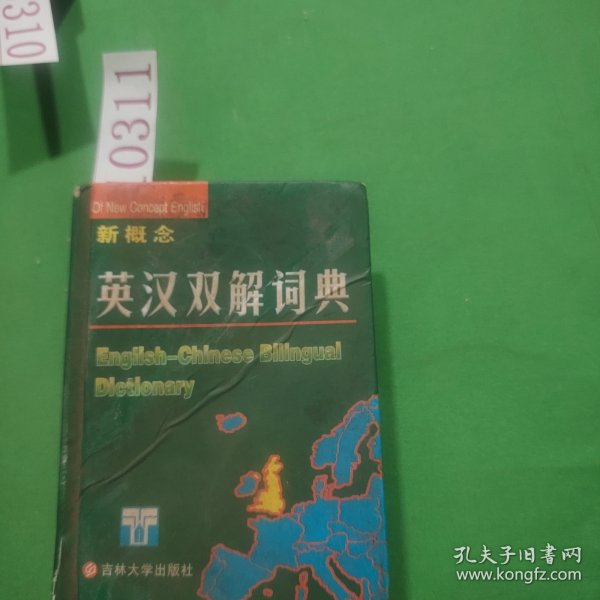 310
10311
Of New Concept English
新概念
英汉双解词典
English-Chinese Bilingual
Dictionary
吉林大学出版社
孔夫子旧书网
www.kongfz.com